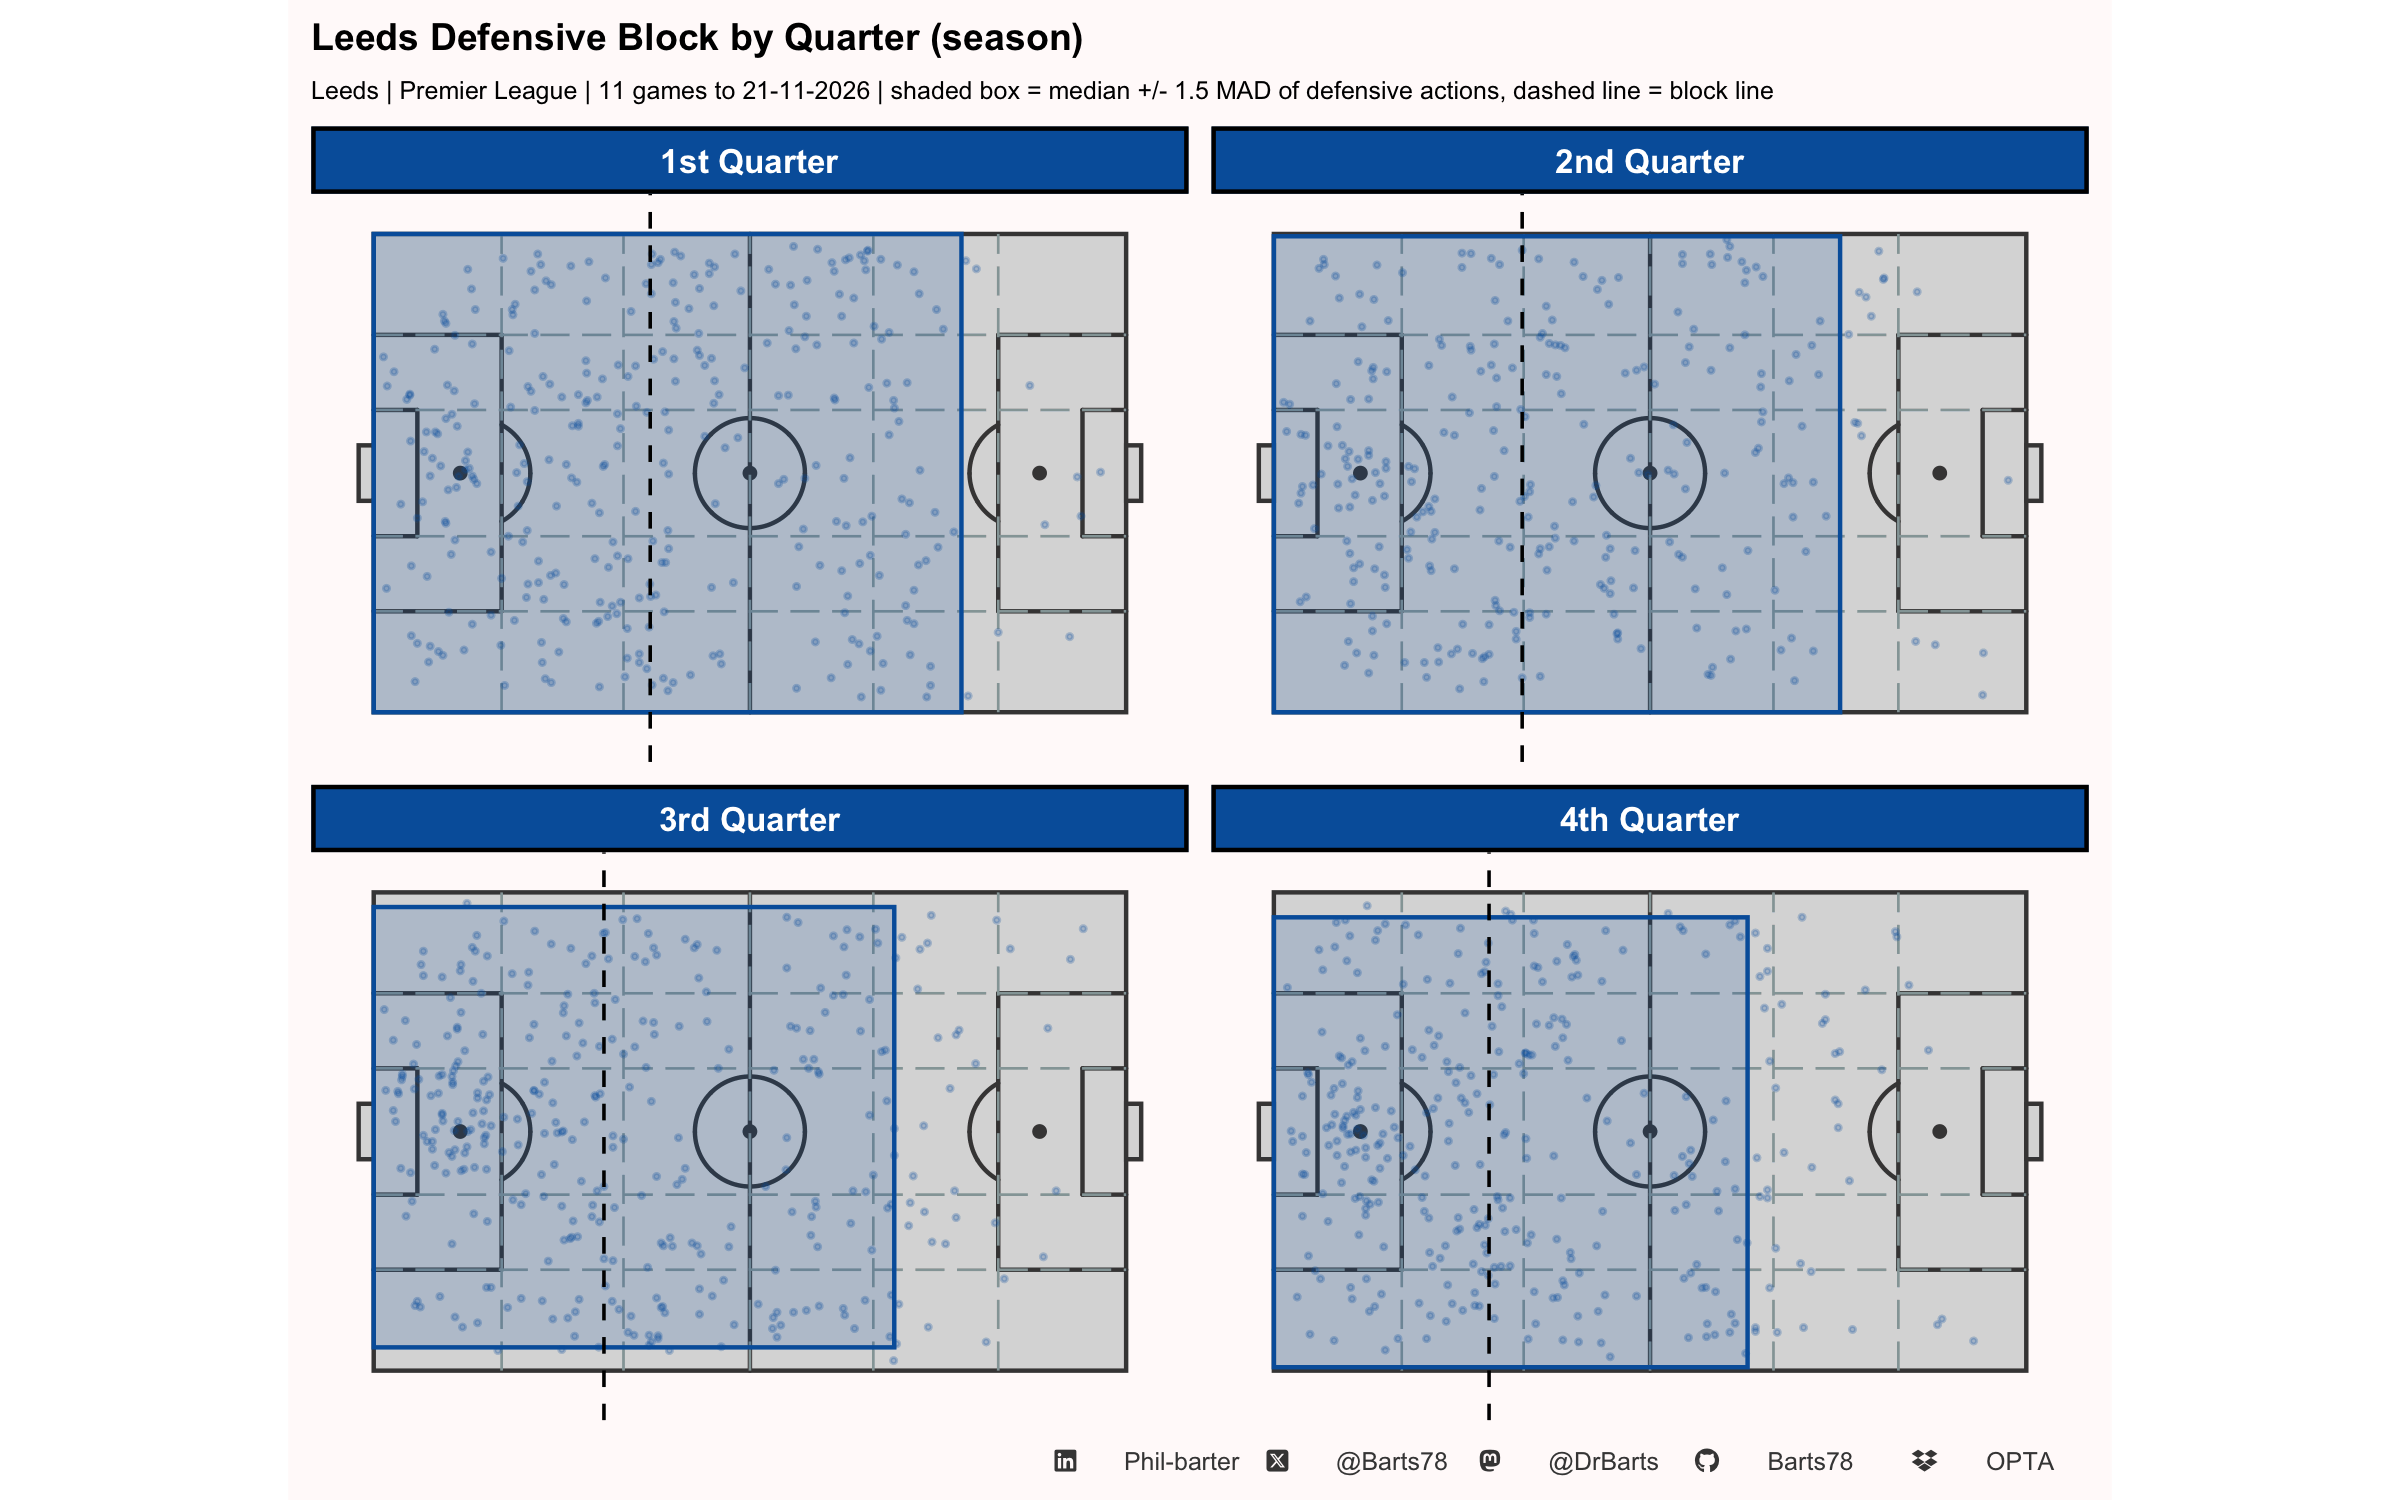 Leeds Defensive Block by Quarter (season)
Leeds | Premier League | 11 games to 21-11-2026 | shaded box = median +/- 1.5 MAD of defensive actions, dashed line = block line
1st Quarter
2nd Quarter
3rd Quarter
4th Quarter
Phil-barter @Barts78 @DrBarts Barts78 OPTA